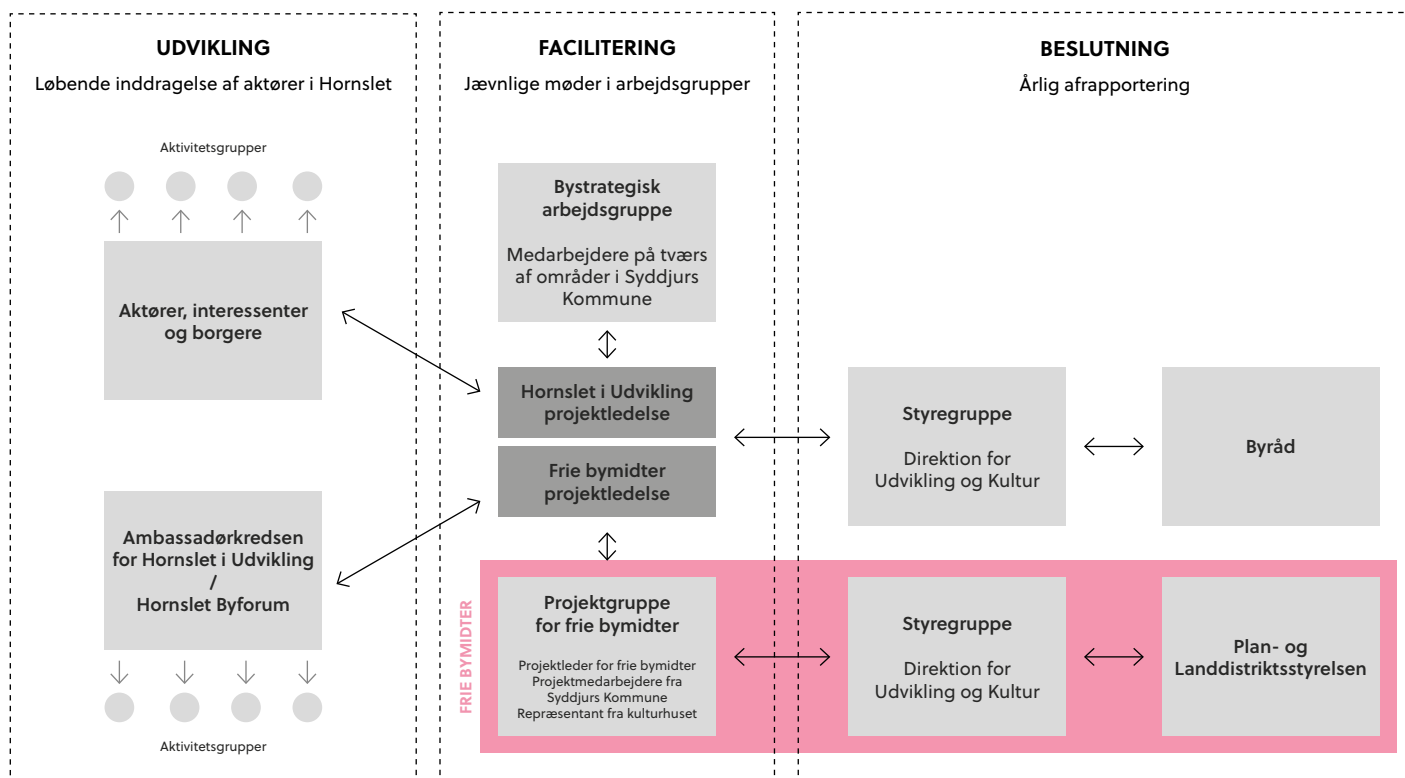 UDVIKLING
Løbende inddragelse af aktører i Hornslet
Aktivitetsgrupper
Aktører, interessenter
og borgere
Ambassadørkredsen
for Hornslet i Udvikling
/
Hornslet Byforum
Aktivitetsgrupper
FACILITERING
Jævnlige møder i arbejdsgrupper
Bystrategisk
arbejdsgruppe
Medarbejdere på tværs
af områder i Syddjurs
Kommune
Hornslet i Udvikling
projektledelse
Frie bymidter
projektledelse
FRIE BYMIDTER
Projektgruppe
for frie bymidter
Projektleder for frie bymidter
Projektmedarbejdere fra
Syddjurs Kommune
Repræsentant fra kulturhuset
BESLUTNING
Årlig afrapportering
Styregruppe
Direktion for
Udvikling og Kultur
Byråd
Styregruppe
Direktion for
Udvikling og Kultur
Plan- og
Landdistriktsstyrelsen